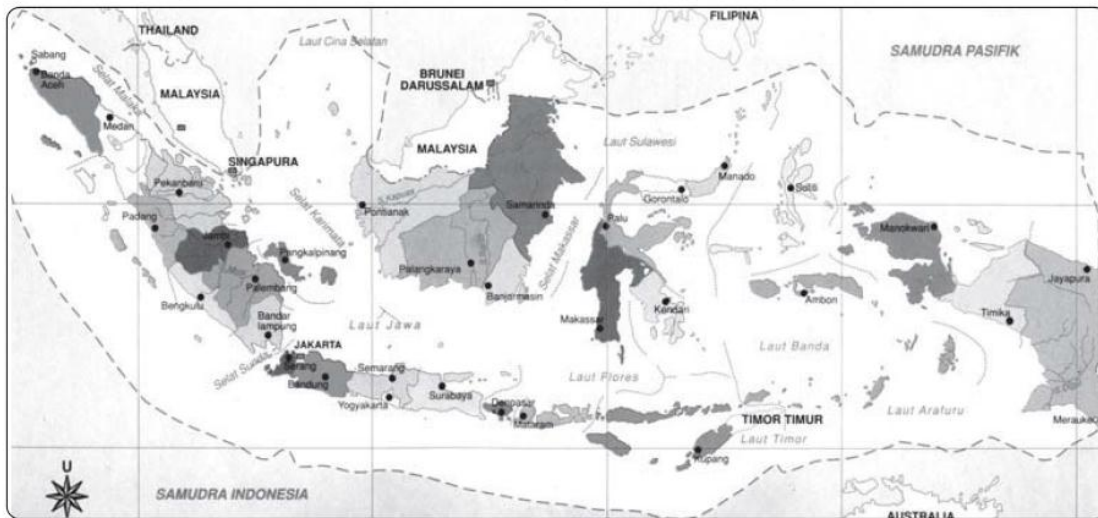 THAILAND
FILIPINA
Laut Cina Selatan
SAMUDRA PASIFIK
Sabang
Banda
Aceh
Selat Malaka
MALAYSIA
BRUNEI
DARUSSALAM
Medan
MALAYSIA
Laut Sulawesi
SINGAPURA
Manado
Pekanbaru
S. Kapuas
Gorontalo
Sofifi
Pontianak
Samarinda
Padang
Selat Karimata
Palu
Manokwari
Jambi
Selat Makassar
Pangkalpinang
Palangkaraya
Jayapura
S. Musi
Palembang
Banjarmasin
Bengkulu
Kendari
Ambon
Bandar
lampung
Laut Jawa
Makassar
Timika
Selat Sunda
JAKARTA
Laut Banda
Serang
Semarang
Laut Flores
Bandung
Surabaya
Denpasar
Yogyakarta
Mataram
TIMOR TIMUR
Laut Arafuru
Merauke
Laut Timor
Kupang
U
SAMUDRA INDONESIA
AUSTRALIA